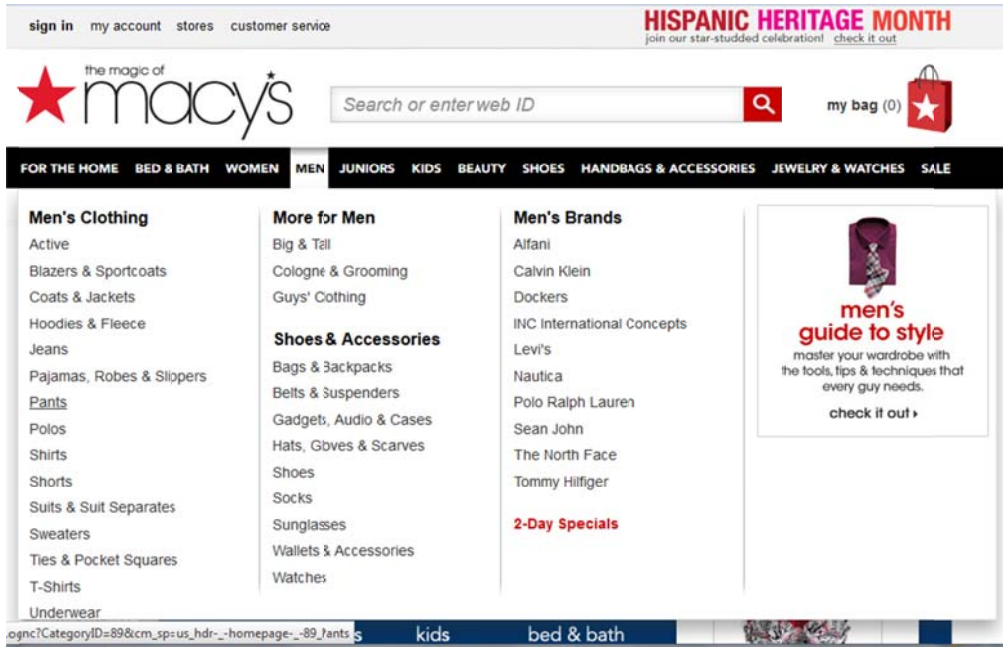 sign in my account stores customer service
HISPANIC HERITAGE MONTH
join our star-studded celebration! check it out
the magic of
macy's
Search or enter web ID
my bag (0)
FOR THE HOME BED & BATH WOMEN MEN JUNIORS KIDS BEAUTY SHOES HANDBAGS & ACCESSORIES JEWELRY & WATCHES SALE
Men's Clothing
Active
Blazers & Sportcoats
Coats & Jackets
Hoodies & Fleece
Jeans
Pajamas, Robes & Slippers
Pants
Polos
Shirts
Shorts
Suits & Suit Separates
Sweaters
Ties & Pocket Squares
T-Shirts
Underwear
More for Men
Big & Tall
Cologne & Grooming
Guys' Clothing
Shoes & Accessories
Bags & Backpacks
Belts & Suspenders
Gadgets, Audio & Cases
Hats, Gloves & Scarves
Shoes
Socks
Sunglasses
Wallets & Accessories
Watches
Men's Brands
Alfani
Calvin Klein
Dockers
INC International Concepts
Levi's
Nautica
Polo Ralph Lauren
Sean John
The North Face
Tommy Hilfiger
2-Day Specials
men's
guide to style
master your wardrobe with
the tools, tips & techniques that
every guy needs.
check it out
.ognc?CategoryID=89&cm_sp=us_hdr-_-homepage-_-89_Pants
kids bed & bath